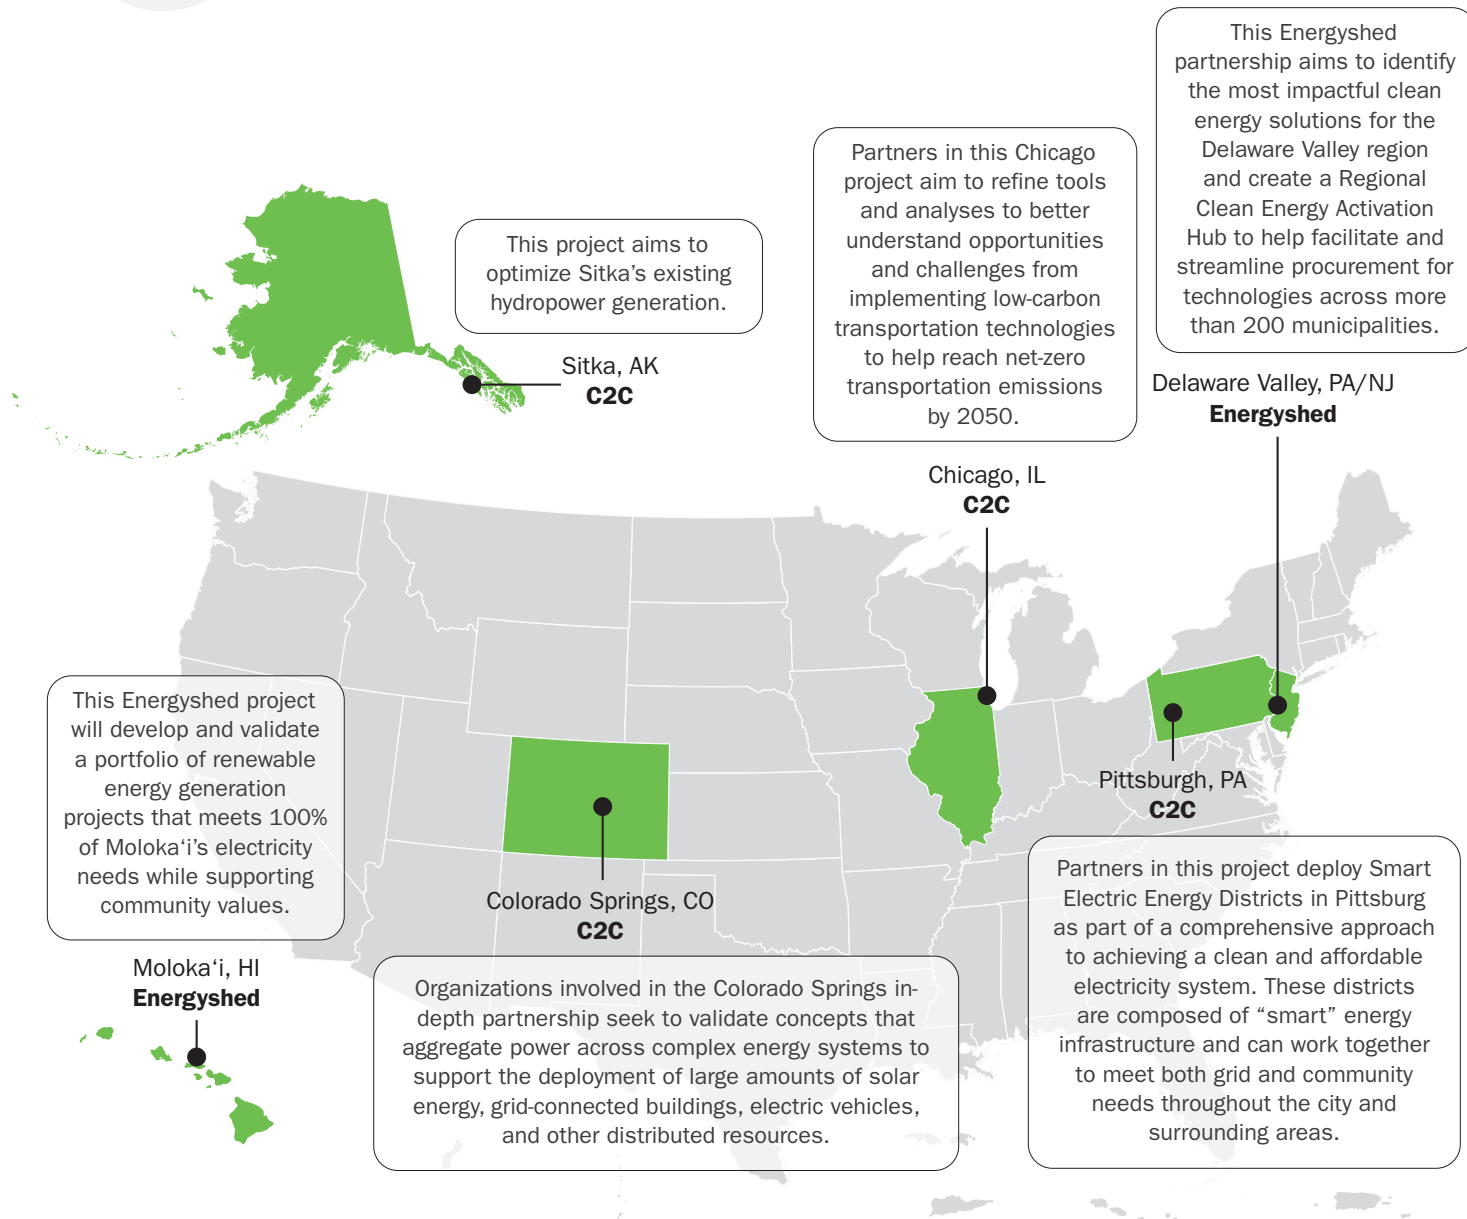 This Energyshed
partnership aims to identify
the most impactful clean
energy solutions for the
Delaware Valley region
and create a Regional
Clean Energy Activation
Hub to help facilitate and
streamline procurement for
technologies across more
than 200 municipalities.
Delaware Valley, PA/NJ
Energyshed
Partners in this Chicago
project aim to refine tools
and analyses to better
understand opportunities
and challenges from
implementing low-carbon
transportation technologies
to help reach net-zero
transportation emissions
by 2050.
Chicago, IL
C2C
This project aims to
optimize Sitka’s existing
hydropower generation.
Sitka, AK
C2C
This Energyshed project
will develop and validate
a portfolio of renewable
energy generation
projects that meets 100%
of Moloka‘i’s electricity
needs while supporting
community values.
Moloka‘i, HI
Energyshed
Colorado Springs, CO
C2C
Organizations involved in the Colorado Springs in-
depth partnership seek to validate concepts that
aggregate power across complex energy systems to
support the deployment of large amounts of solar
energy, grid-connected buildings, electric vehicles,
and other distributed resources.
Pittsburgh, PA
C2C
Partners in this project deploy Smart
Electric Energy Districts in Pittsburg
as part of a comprehensive approach
to achieving a clean and affordable
electricity system. These districts
are composed of “smart” energy
infrastructure and can work together
to meet both grid and community
needs throughout the city and
surrounding areas.